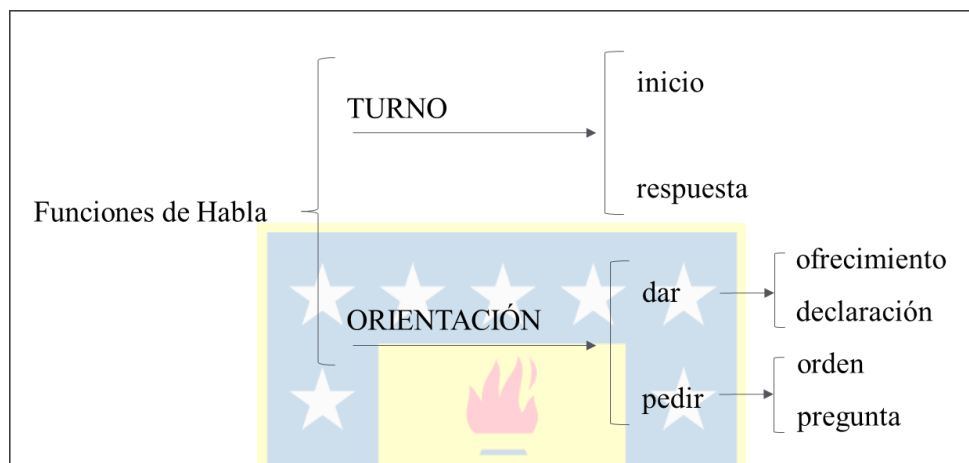 inicio
TURNO
respuesta
Funciones de Habla
ofrecimiento
dar
declaración
ORIENTACIÓN
orden
pedir
pregunta